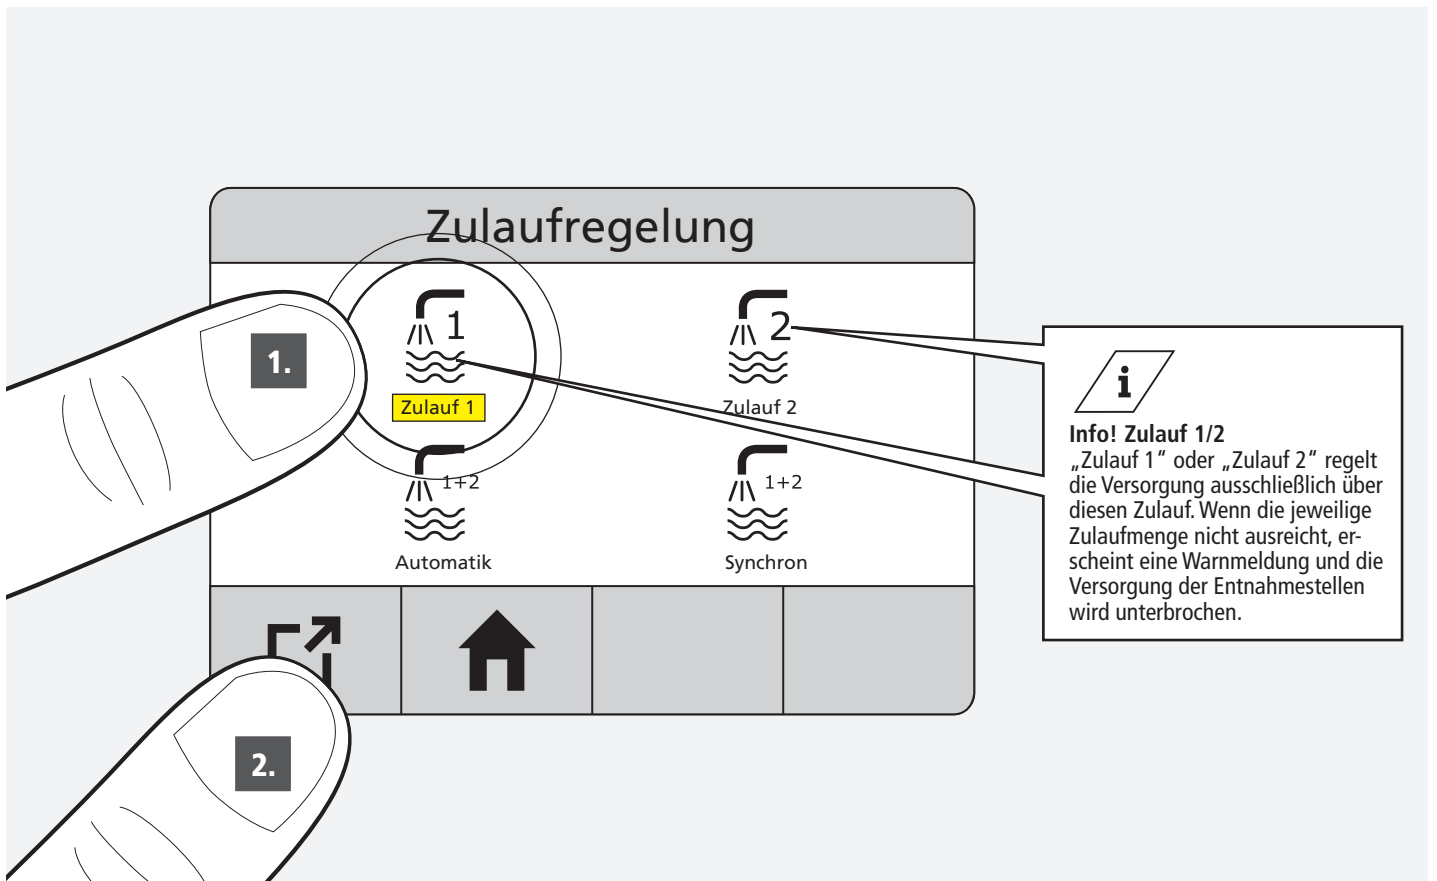 Zulaufregelung
1
2
Zulauf 1
Zulauf 2
1+2
1+2
Automatik
Synchron
1.
2.
i
Info! Zulauf 1/2
„Zulauf 1“ oder „Zulauf 2“ regelt
die Versorgung ausschließlich über
diesen Zulauf. Wenn die jeweilige
Zulaufmenge nicht ausreicht, er-
scheint eine Warnmeldung und die
Versorgung der Entnahmestellen
wird unterbrochen.